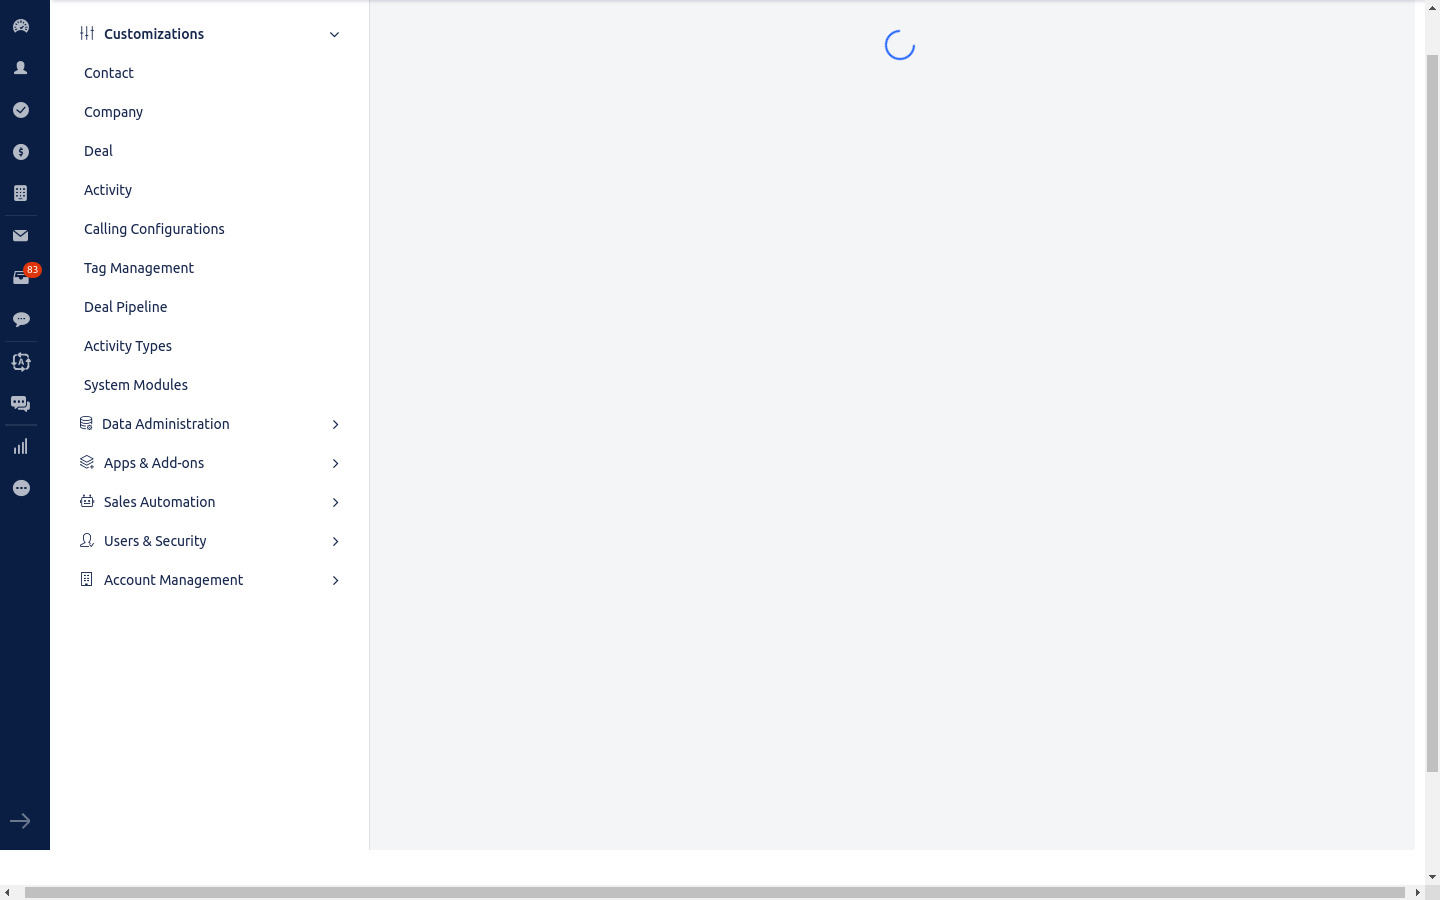 Customizations
Contact
Company
Deal
Activity
Calling Configurations
83
Tag Management
Deal Pipeline
Activity Types
System Modules
Data Administration
Apps & Add-ons
Sales Automation
Users & Security
Account Management